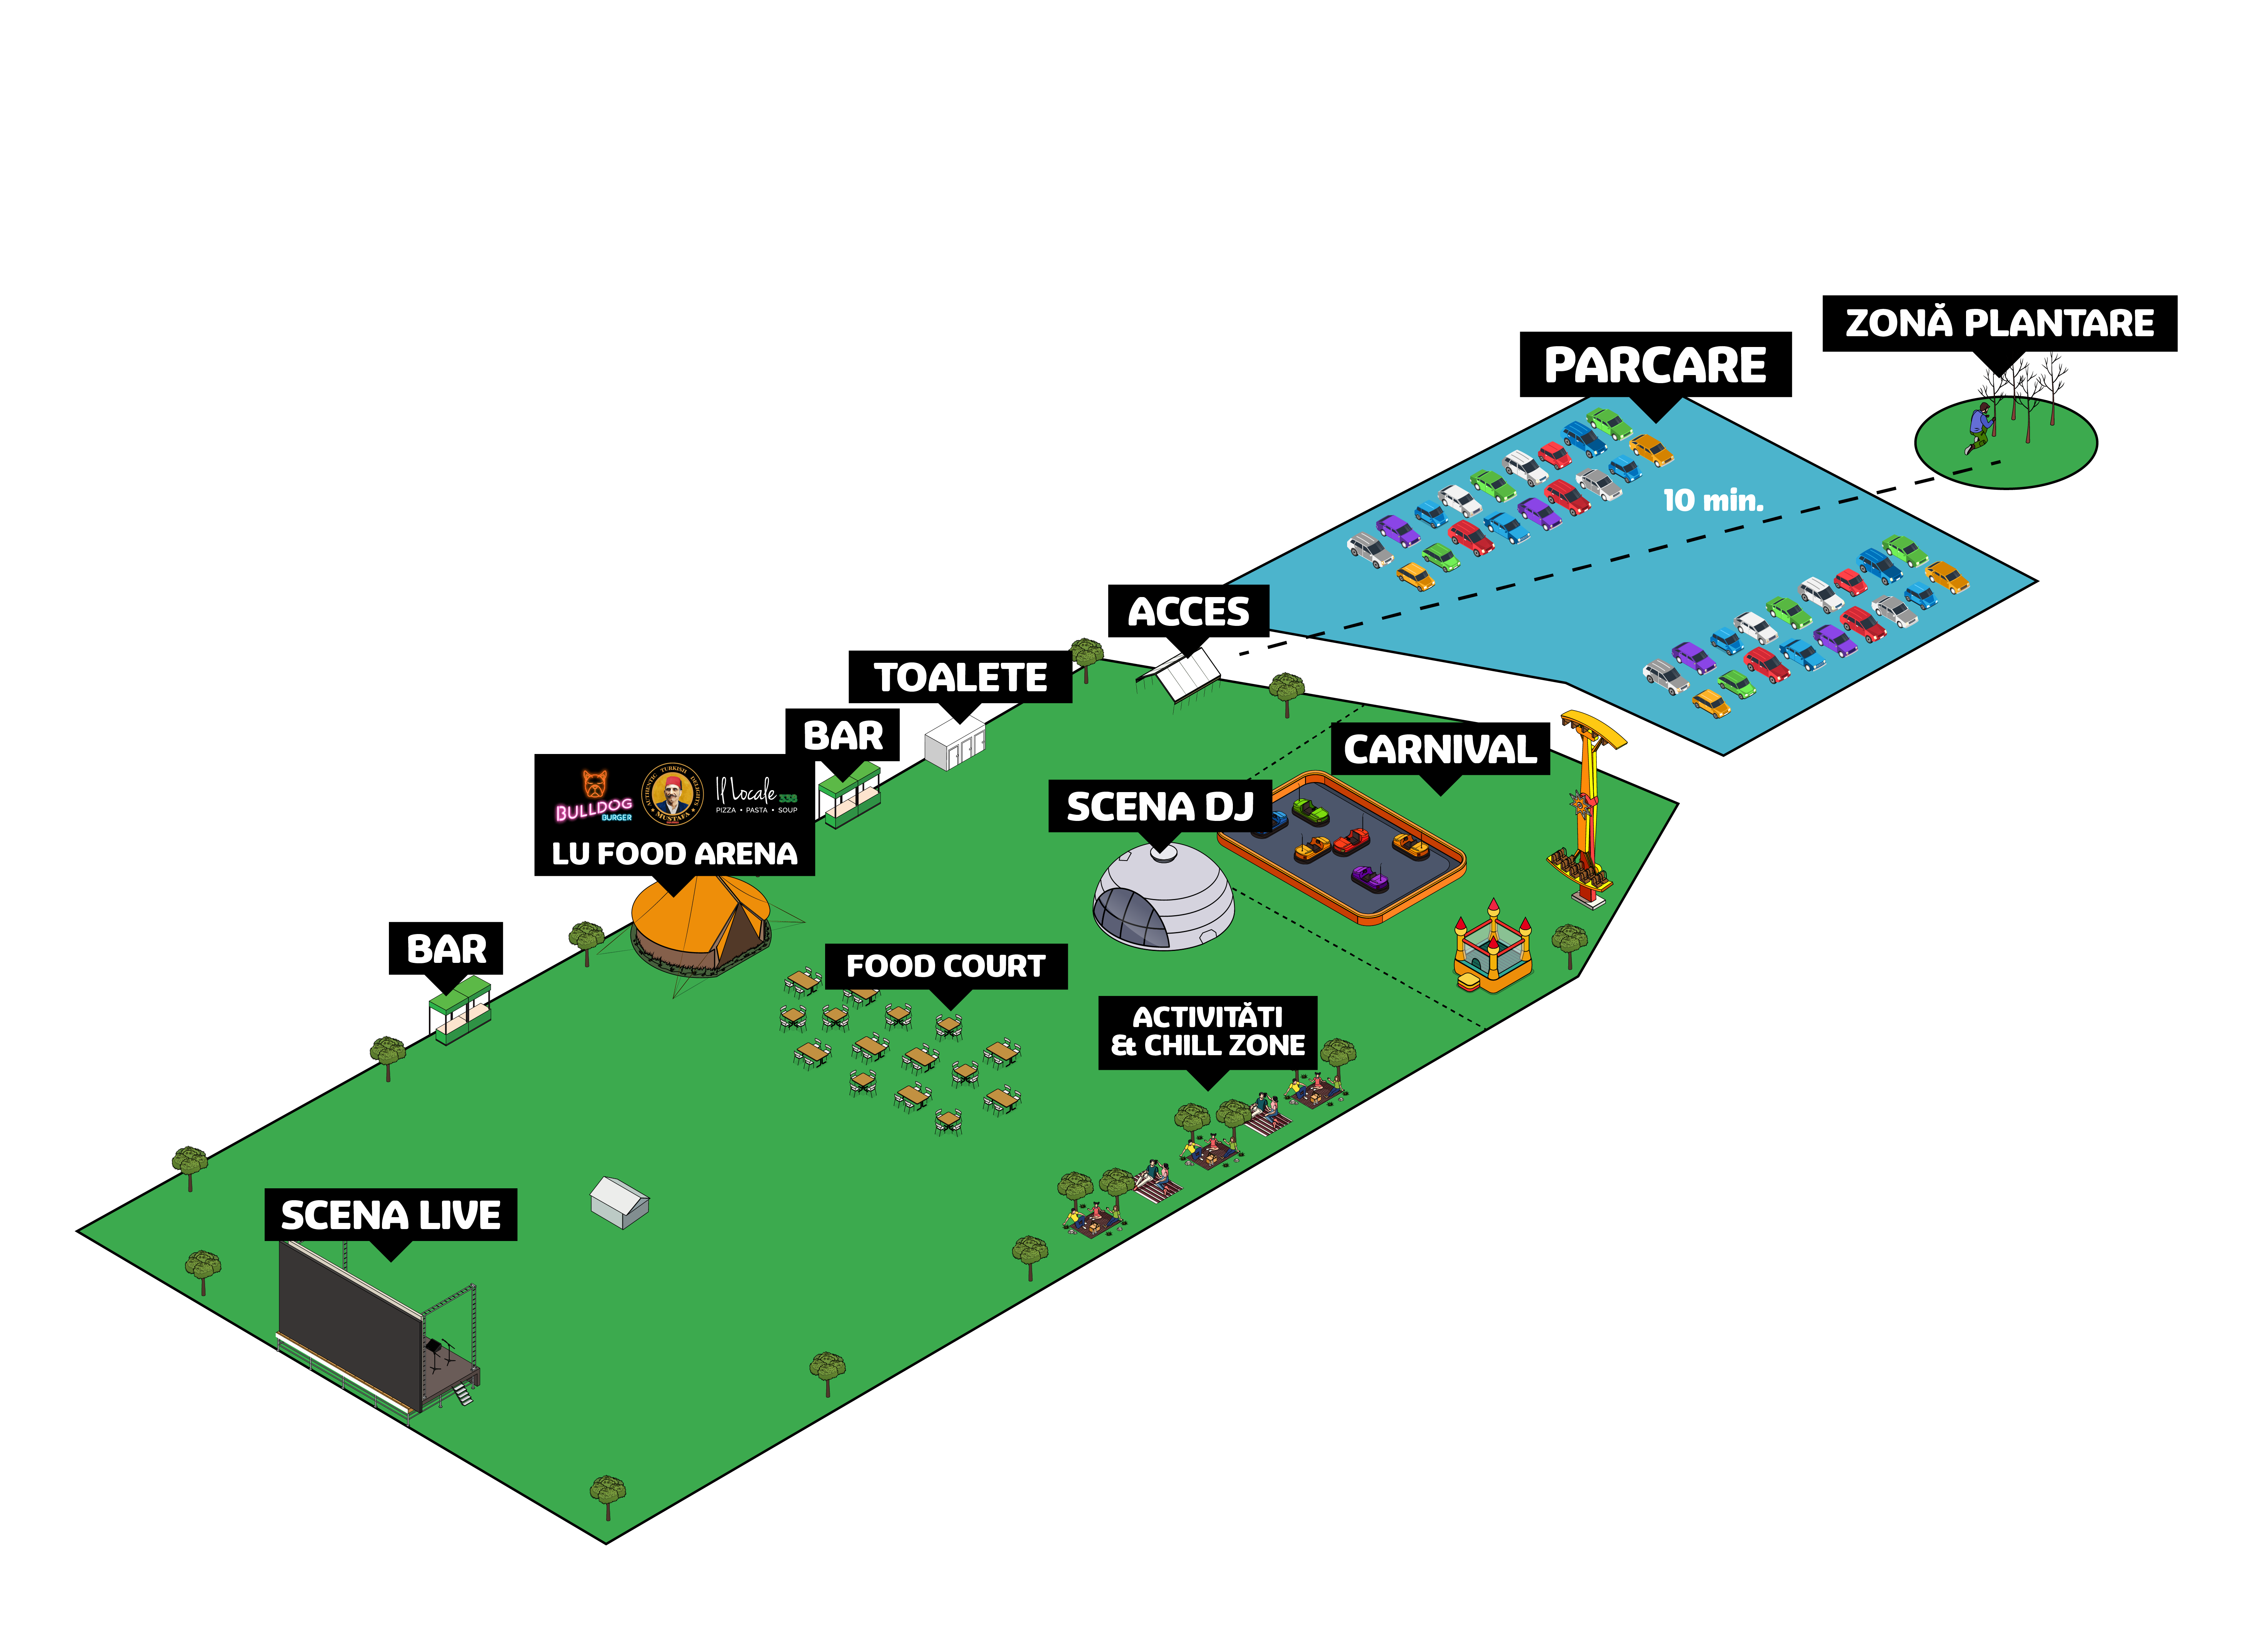 ZONĂ PLANTARE
PARCARE
10 min.
ACCES
TOALETE
BAR
CARNIVAL
SCENA DJ
BULLDOG
BURGER
AUTHENTIC TURKISH DELIGHTS
MUSTAFA
Il Locale 338
PIZZA • PASTA • SOUP
LU FOOD ARENA
BAR
FOOD COURT
ACTIVITĂTI
& CHILL ZONE
SCENA LIVE